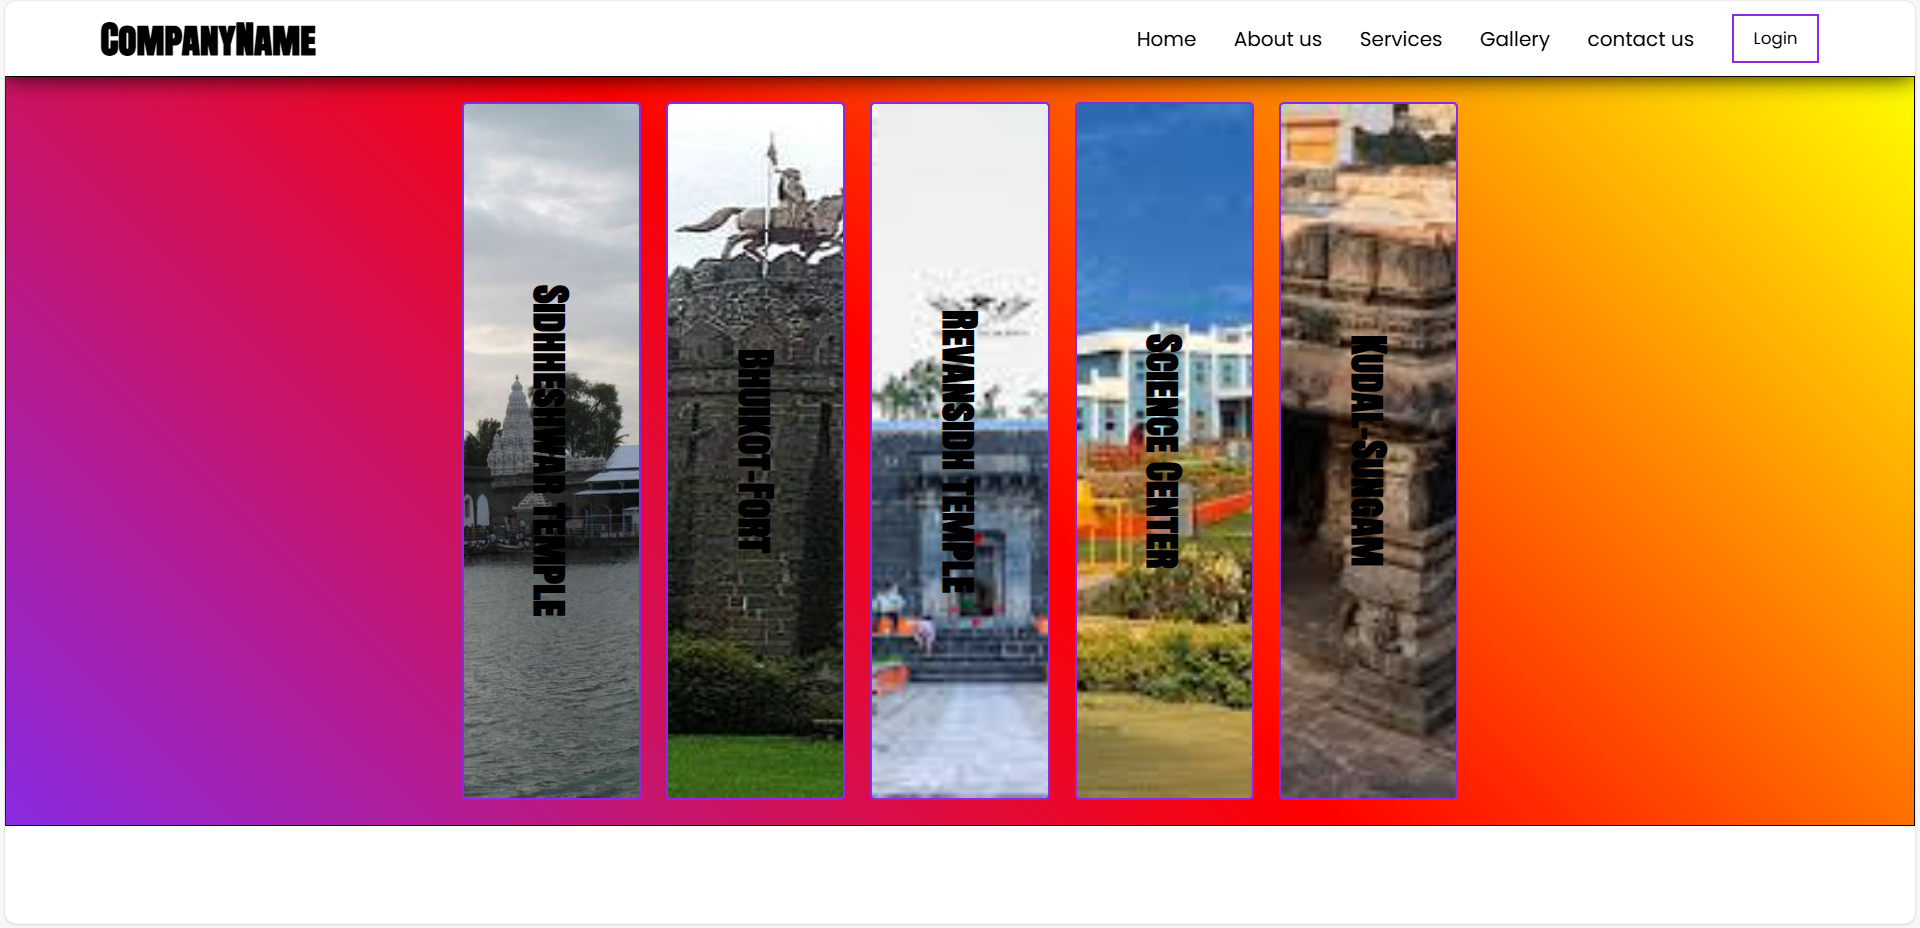 CompanyName
Home
About us
Services
Gallery
contact us
Login
Sidhheshwar temple
Bhuikot-Fort
Revansidh temple
Science center
Kudal-Sungam